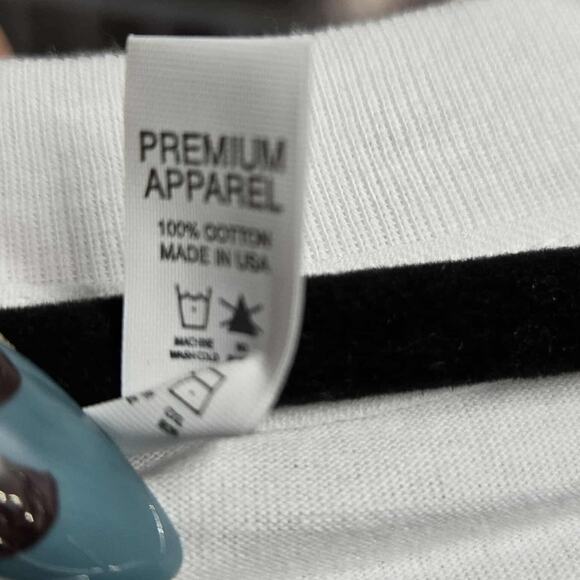 PREMIUM
APPAREL
100% COTTON
MADE IN USA
MACHINE
WASH COLD